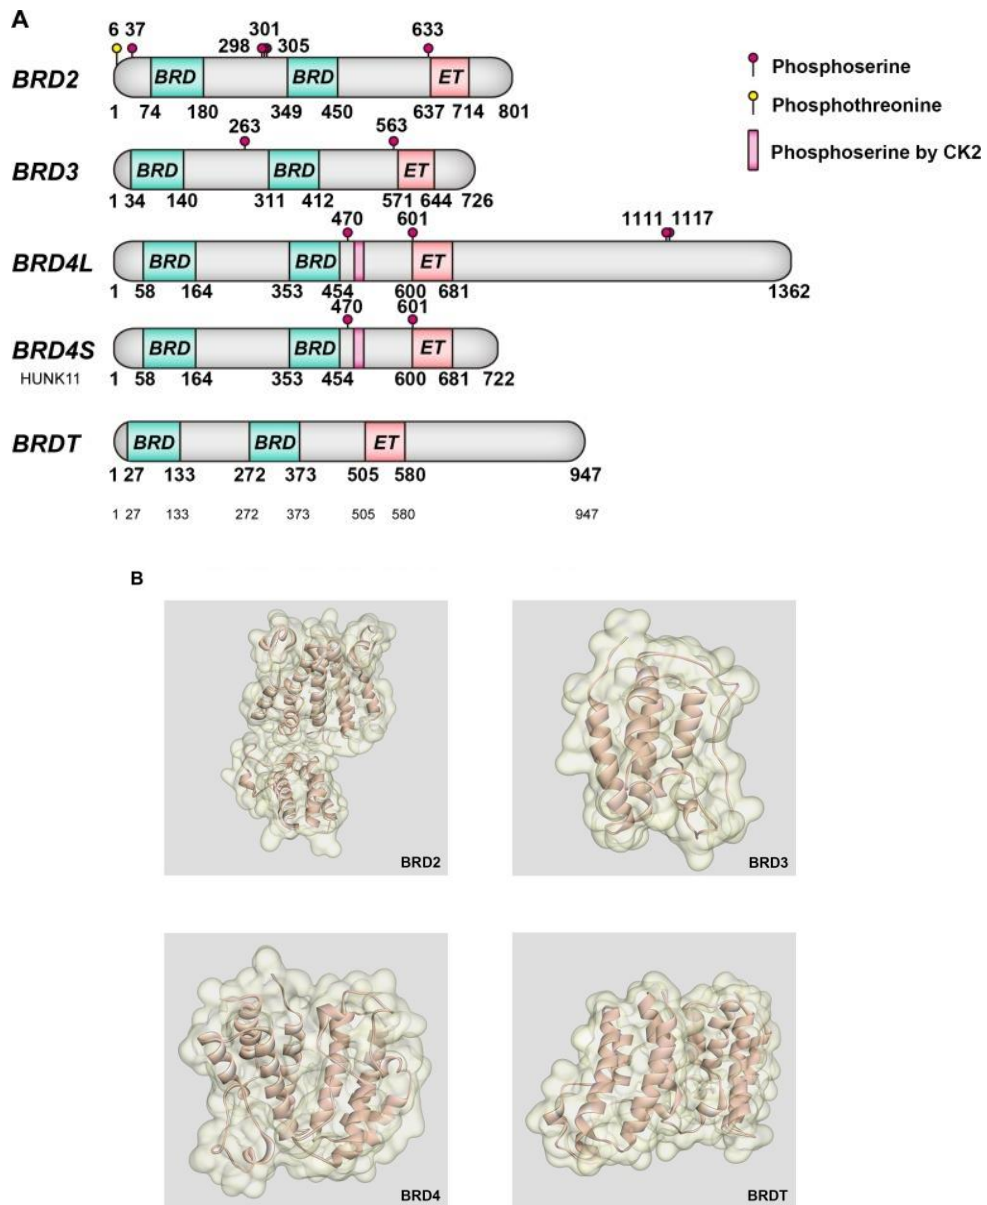 A
6 37 301
298 305 633
BRD2 BRD BRD ET
1 74 180 349 450 637 714 801
Phosphoserine
Phosphothreonine
Phosphoserine by CK2
263 563
BRD3 BRD BRD ET
1 34 140 311 412 571 644 726
470 601 1111 1117
BRD4L BRD BRD ET
1 58 164 353 454 600 681 1362
470 601
BRD4S BRD BRD ET
HUNK11
1 58 164 353 454 600 681 722
BRDT BRD BRD ET
1 27 133 272 373 505 580 947
1 27 133 272 373 505 580 947
B
BRD2
BRD3
BRD4
BRDT